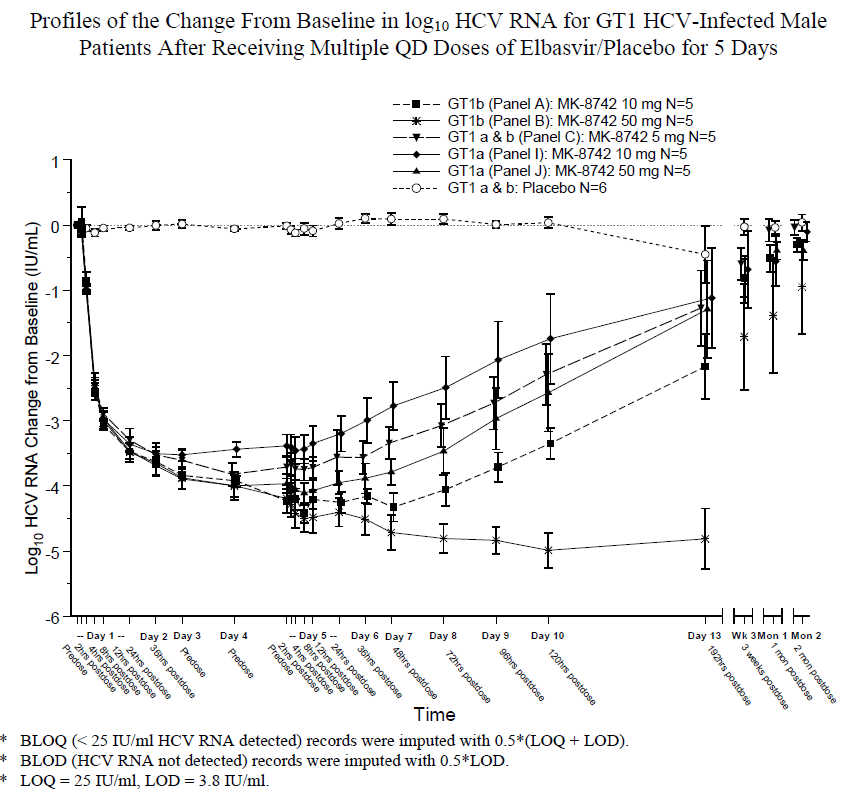 Profiles of the Change From Baseline in log10 HCV RNA for GT1 HCV-Infected Male
Patients After Receiving Multiple QD Doses of Elbasvir/Placebo for 5 Days
GT1b (Panel A): MK-8742 10 mg N=5
GT1b (Panel B): MK-8742 50 mg N=5
GT1 a & b (Panel C): MK-8742 5 mg N=5
GT1a (Panel I): MK-8742 10 mg N=5
GT1a (Panel J): MK-8742 50 mg N=5
GT1 a & b: Placebo N=6
Log10 HCV RNA Change from Baseline (IU/mL)
1
0
-1
-2
-3
-4
-5
-6
-- Day 1 -- Day 2 Day 3 Day 4 -- Day 5 -- Day 6 Day 7 Day 8 Day 9 Day 10 Day 13 Wk 3 Mon 1 Mon 2
Predose
2hrs postdose
4hrs postdose
8hrs postdose
12hrs postdose
24hrs postdose
36hrs postdose
Predose
Predose
Predose
2hrs postdose
4hrs postdose
8hrs postdose
12hrs postdose
24hrs postdose
36hrs postdose
48hrs postdose
72hrs postdose
96hrs postdose
120hrs postdose
192hrs postdose
3 weeks postdose
1 mon postdose
2 mon postdose
Time
* BLOQ (< 25 IU/ml HCV RNA detected) records were imputed with 0.5*(LOQ + LOD).
* BLOD (HCV RNA not detected) records were imputed with 0.5*LOD.
* LOQ = 25 IU/ml, LOD = 3.8 IU/ml.